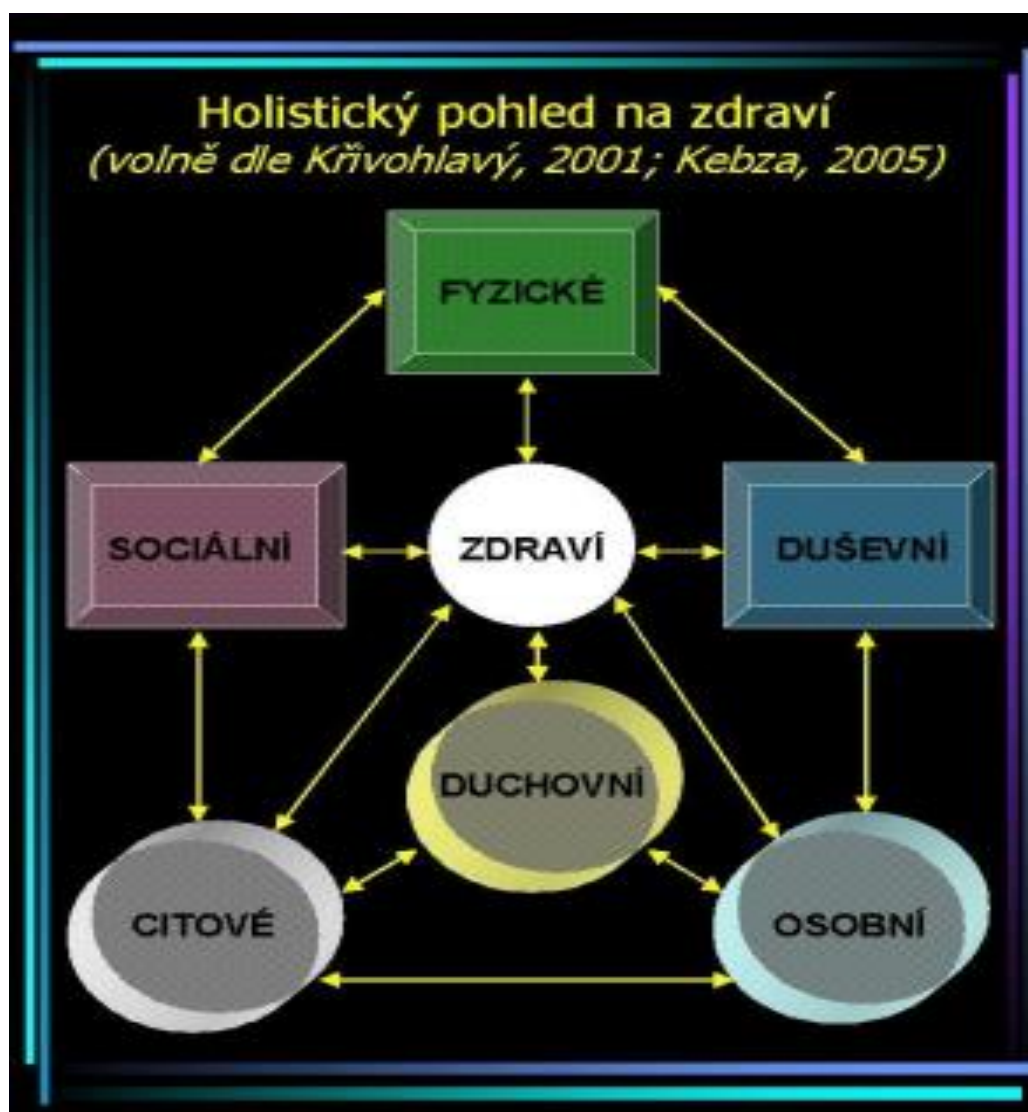 Holistický pohled na zdraví
(volně dle Křivohlavý, 2001; Kebza, 2005)
FYZICKÉ
SOCIÁLNÍ
ZDRAVÍ
DUŠEVNÍ
DUCHOVNÍ
CITOVÉ
OSOBNÍ